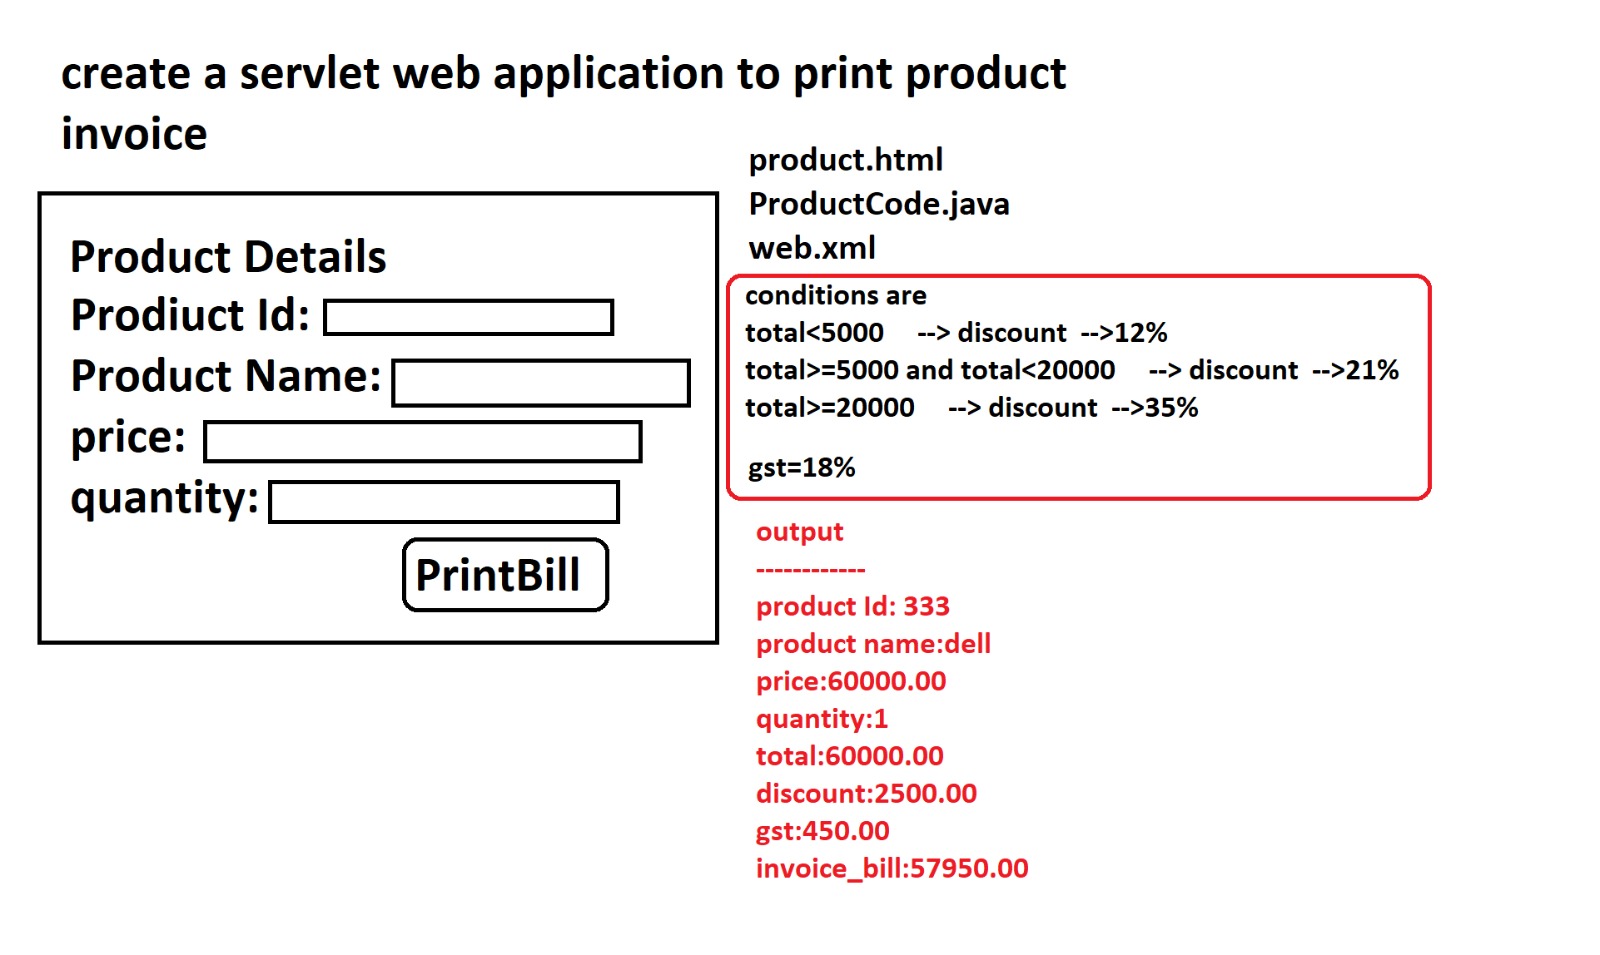 create a servlet web application to print product
invoice
Product Details
Prodiuct Id:
Product Name:
price:
quantity:
PrintBill
product.html
ProductCode.java
web.xml
conditions are
total<5000 --> discount -->12%
total>=5000 and total<20000 --> discount -->21%
total>=20000 --> discount -->35%
gst=18%
output
------------
product Id: 333
product name:dell
price:60000.00
quantity:1
total:60000.00
discount:2500.00
gst:450.00
invoice_bill:57950.00